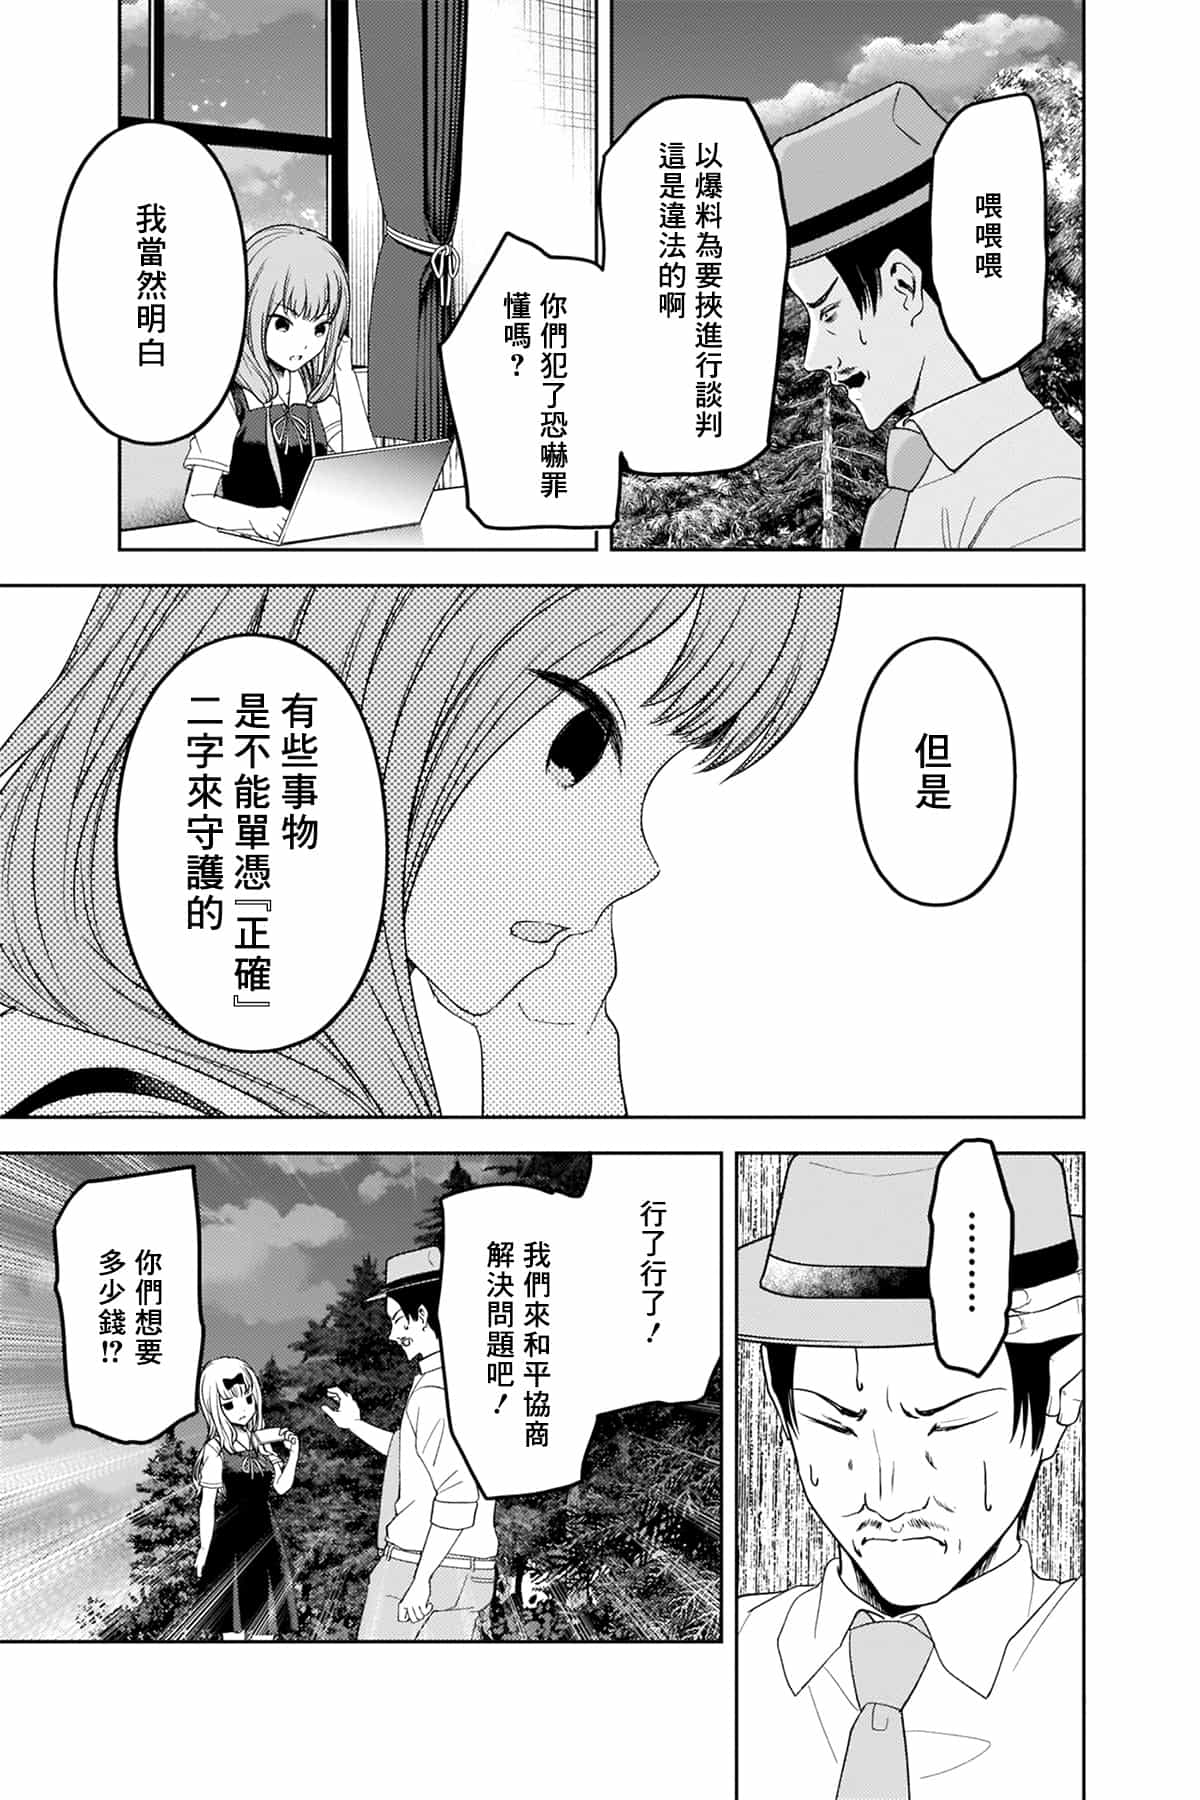 喂喂喂
以爆料為要挾進行談判
這是違法的啊
你們犯了恐嚇罪
懂嗎？
我當然明白
但是
有些事物
是不能單憑『正確』
二字來守護的
………
行了行了！
我們來和平協商
解決問題吧！
你們想要
多少錢!?